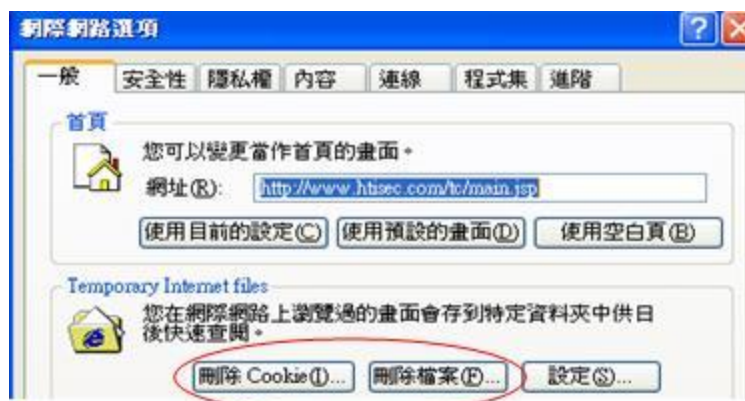 網際網路選項
一般 安全性 隱私權 內容 連線 程式集 進階
首頁
您可以變更當作首頁的畫面。
網址(R): http://www.htisec.com/tc/main.jsp
使用目前的設定(C) 使用預設的畫面(D) 使用空白頁(B)
Temporary Internet files
您在網際網路上瀏覽過的畫面會存到特定資料夾中供日
後快速查閱。
刪除 Cookie(I)... 刪除檔案(F)... 設定(S)...